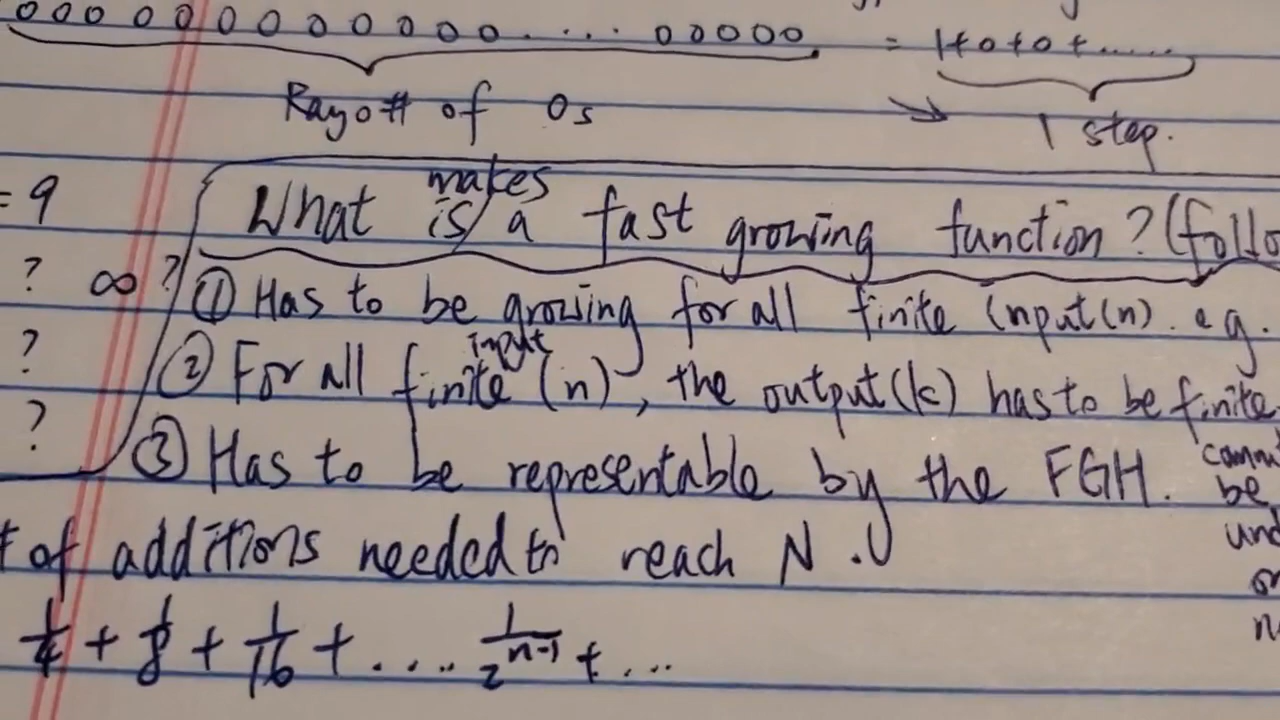 000000000000....00000 = 1+0+0+......
Rayo# of 0s → 1 step.
= 9
makes
What is/a fast growing function? (follo
? ∞?
① Has to be growing for all finite input(n). e.g.
input
? ② For all finite (n), the output(k) has to be finite
? ③ Has to be representable by the FGH.
be
of additions needed to reach N.
1/4 + 1/8 + 1/16 + .... 1/2^(n-1) + ...